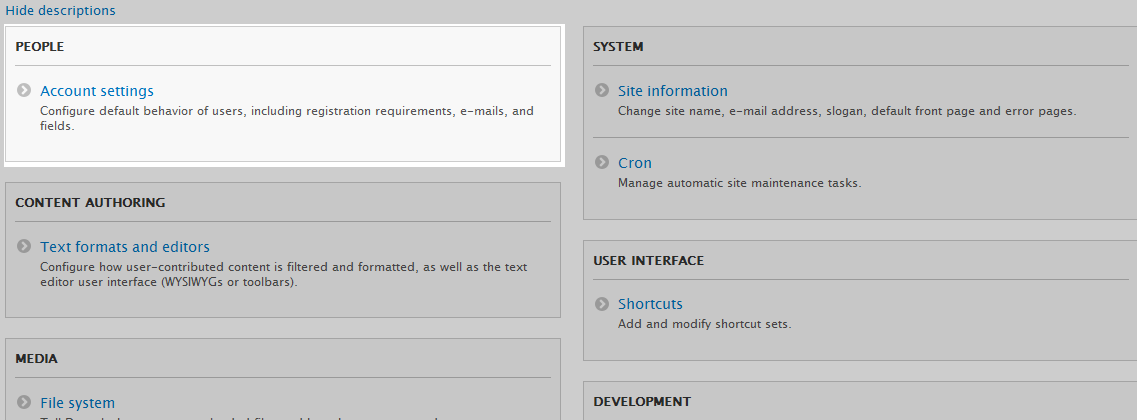 Hide descriptions
PEOPLE
Account settings
Configure default behavior of users, including registration requirements, e-mails, and
fields.
CONTENT AUTHORING
Text formats and editors
Configure how user-contributed content is filtered and formatted, as well as the text
editor user interface (WYSIWYGs or toolbars).
MEDIA
File system
SYSTEM
Site information
Change site name, e-mail address, slogan, default front page and error pages.
Cron
Manage automatic site maintenance tasks.
USER INTERFACE
Shortcuts
Add and modify shortcut sets.
DEVELOPMENT